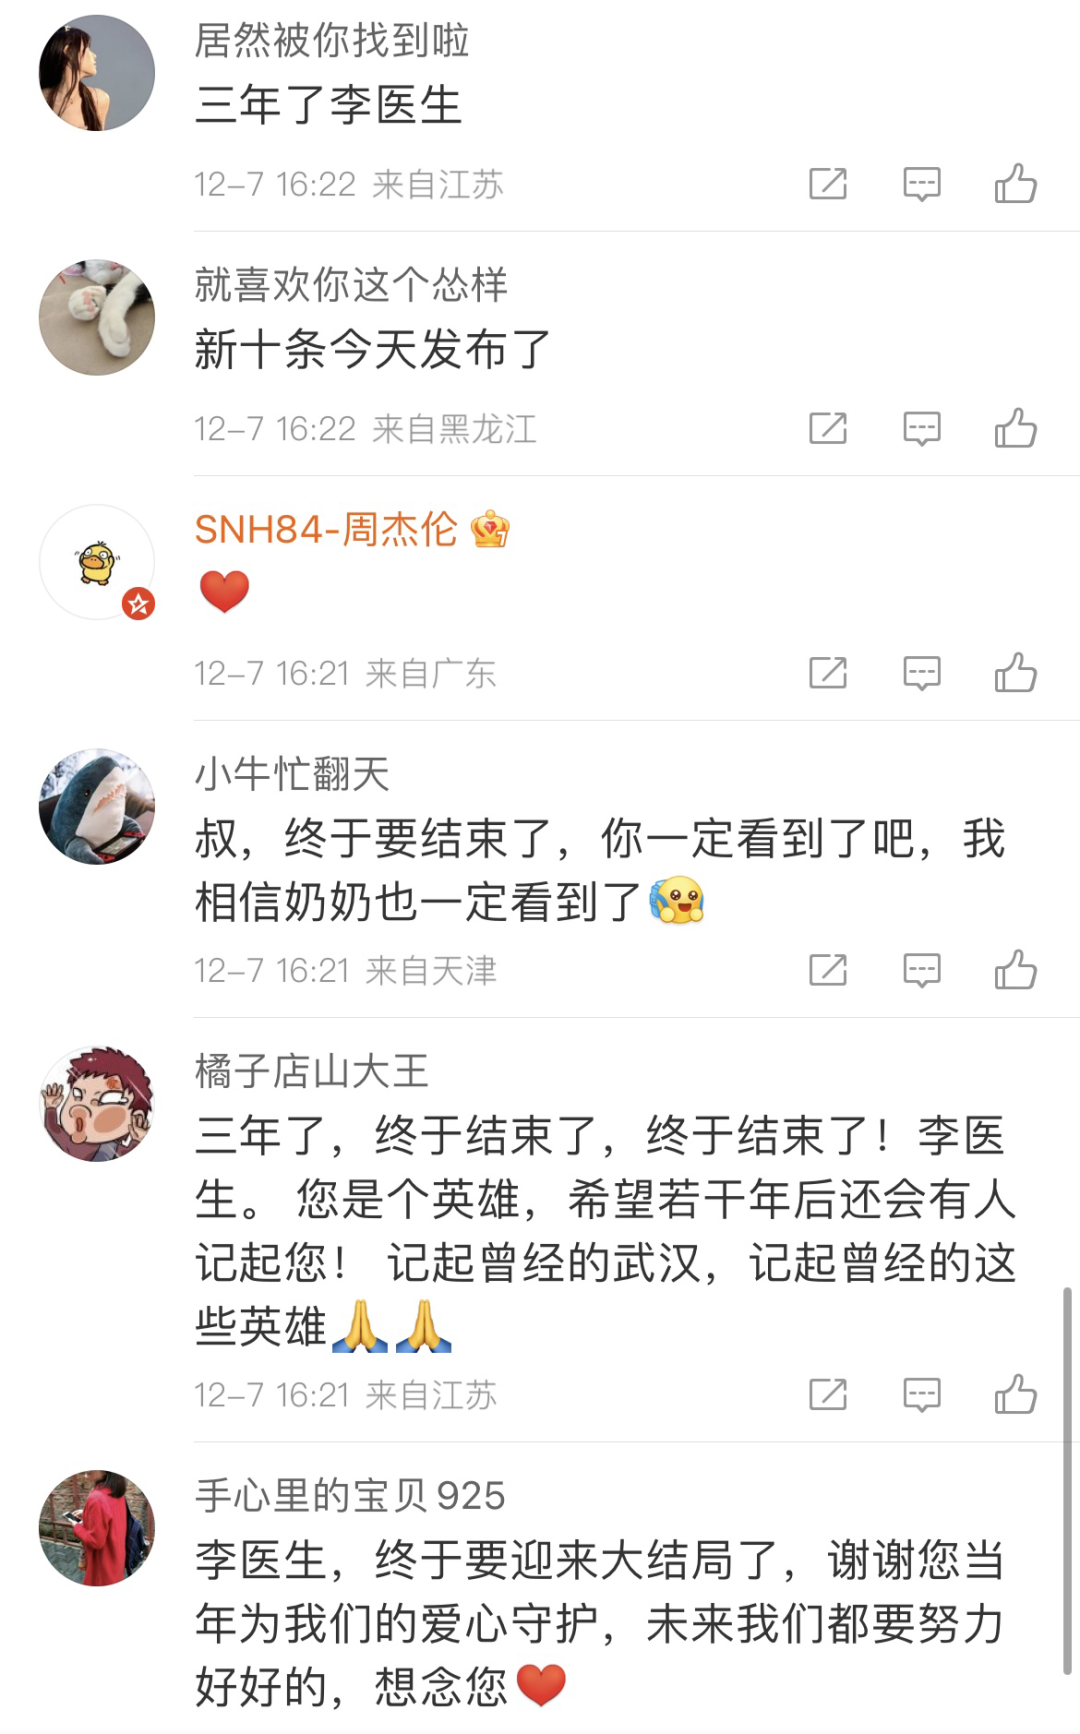 居然被你找到啦
三年了李医生
12-7 16:22 来自江苏
就喜欢你这个怂样
新十条今天发布了
12-7 16:22 来自黑龙江
SNH84-周杰伦
❤️
12-7 16:21 来自广东
小牛忙翻天
叔，终于要结束了，你一定看到了吧，我
相信奶奶也一定看到了
12-7 16:21 来自天津
橘子店山大王
三年了，终于结束了，终于结束了！李医
生。 您是个英雄，希望若干年后还会有人
记起您！ 记起曾经的武汉，记起曾经的这
些英雄🙏🙏
12-7 16:21 来自江苏
手心里的宝贝925
李医生，终于要迎来大结局了，谢谢您当
年为我们的爱心守护，未来我们都要努力
好好的，想念您❤️